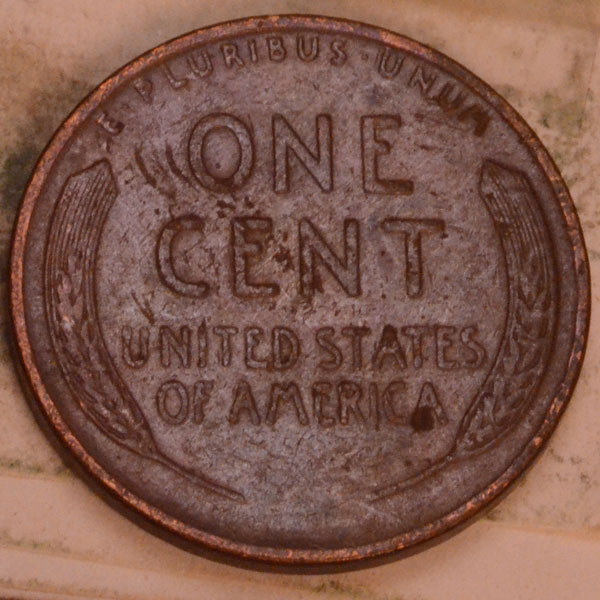 E · PLURIBUS · UNUM
ONE
CENT
UNITED STATES
OF AMERICA